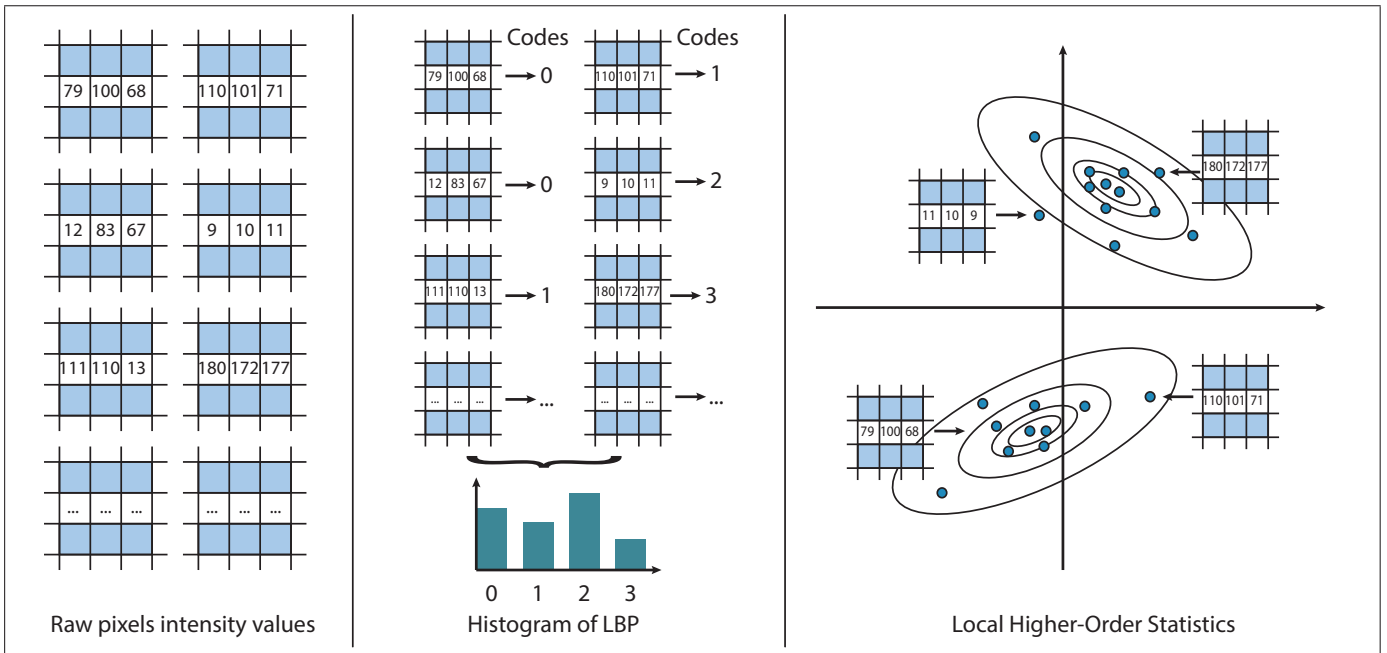 79 100 68
110 101 71
12 83 67
9 10 11
111 110 13
180 172 177
... ... ...
... ... ...
Raw pixels intensity values
Codes
Codes
79 100 68 0
110 101 71 1
12 83 67 0
9 10 11 2
111 110 13 1
180 172 177 3
... ... ... ...
... ... ... ...
0 1 2 3
Histogram of LBP
180 172 177
11 10 9
110 101 71
79 100 68
Local Higher-Order Statistics